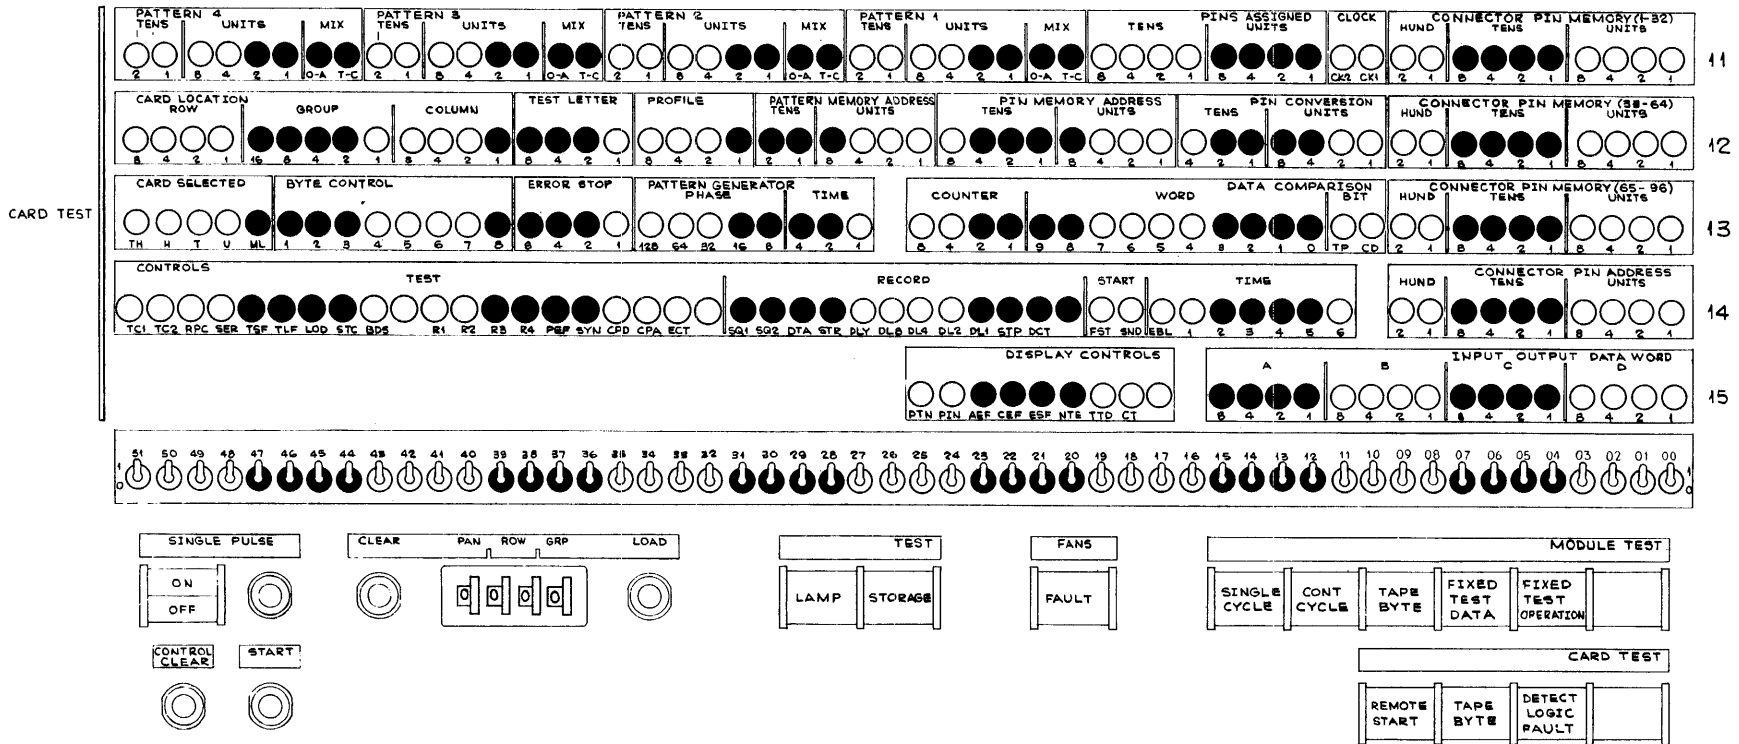 PATTERN 4 PATTERN 3 PATTERN 2 PATTERN 1 PINS ASSIGNED CLOCK CONNECTOR PIN MEMORY (1-32)
TENS UNITS MIX TENS UNITS MIX TENS UNITS MIX TENS UNITS MIX TENS UNITS HUND TENS UNITS
11
2 1 8 4 2 1 O-A T-C 2 1 8 4 2 1 O-A T-C 2 1 8 4 2 1 O-A T-C 2 1 8 4 2 1 O-A T-C 8 4 2 1 8 4 2 1 CK2 CK1 2 1 8 4 2 1 8 4 2 1
CARD LOCATION TEST LETTER PROFILE PATTERN MEMORY ADDRESS PIN MEMORY ADDRESS PIN CONVERSION CONNECTOR PIN MEMORY (33-64)
ROW GROUP COLUMN TENS UNITS TENS UNITS TENS UNITS HUND TENS UNITS
12
8 4 2 1 16 8 4 2 1 8 4 2 1 8 4 2 1 8 4 2 1 2 1 8 4 2 1 8 4 2 1 8 4 2 1 4 2 1 8 4 2 1 2 1 8 4 2 1 8 4 2 1
CARD SELECTED BYTE CONTROL ERROR STOP PATTERN GENERATOR DATA COMPARISON CONNECTOR PIN MEMORY (65-96)
PHASE TIME COUNTER WORD BIT HUND TENS UNITS
CARD TEST
13
TH H T U ML 1 2 3 4 5 6 7 8 8 4 2 1 128 64 32 16 8 4 2 1 8 4 2 1 9 8 7 6 5 4 3 2 1 0 TP CD 2 1 8 4 2 1 8 4 2 1
CONTROLS CONNECTOR PIN ADDRESS
TEST RECORD START TIME HUND TENS UNITS
14
TC1 TC2 RPC SER TSF TLF LOD STC BDS R1 R2 R3 R4 PGF SYN CPD CPA ECT SQ1 SQ2 DTA STR DLY DL8 DL4 DL2 DL1 STP DCT FST SND EBL 1 2 3 4 5 6 2 1 8 4 2 1 8 4 2 1
DISPLAY CONTROLS INPUT OUTPUT DATA WORD
A B C D
15
PTN PIN AEF CEF ESF NTE TTD CT 8 4 2 1 8 4 2 1 8 4 2 1 8 4 2 1
51 50 49 48 47 46 45 44 43 42 41 40 39 38 37 36 35 34 33 32 31 30 29 28 27 26 25 24 23 22 21 20 19 18 17 16 15 14 13 12 11 10 09 08 07 06 05 04 03 02 01 00
1 1
0 0
SINGLE PULSE CLEAR PAN ROW GRP LOAD TEST FANS MODULE TEST
ON
OFF
0 0 0 0
LAMP STORAGE
FAULT
SINGLE CYCLE
CONT CYCLE
TAPE BYTE
FIXED TEST DATA
FIXED TEST OPERATION
CONTROL CLEAR
START
CARD TEST
REMOTE START
TAPE BYTE
DETECT LOGIC FAULT